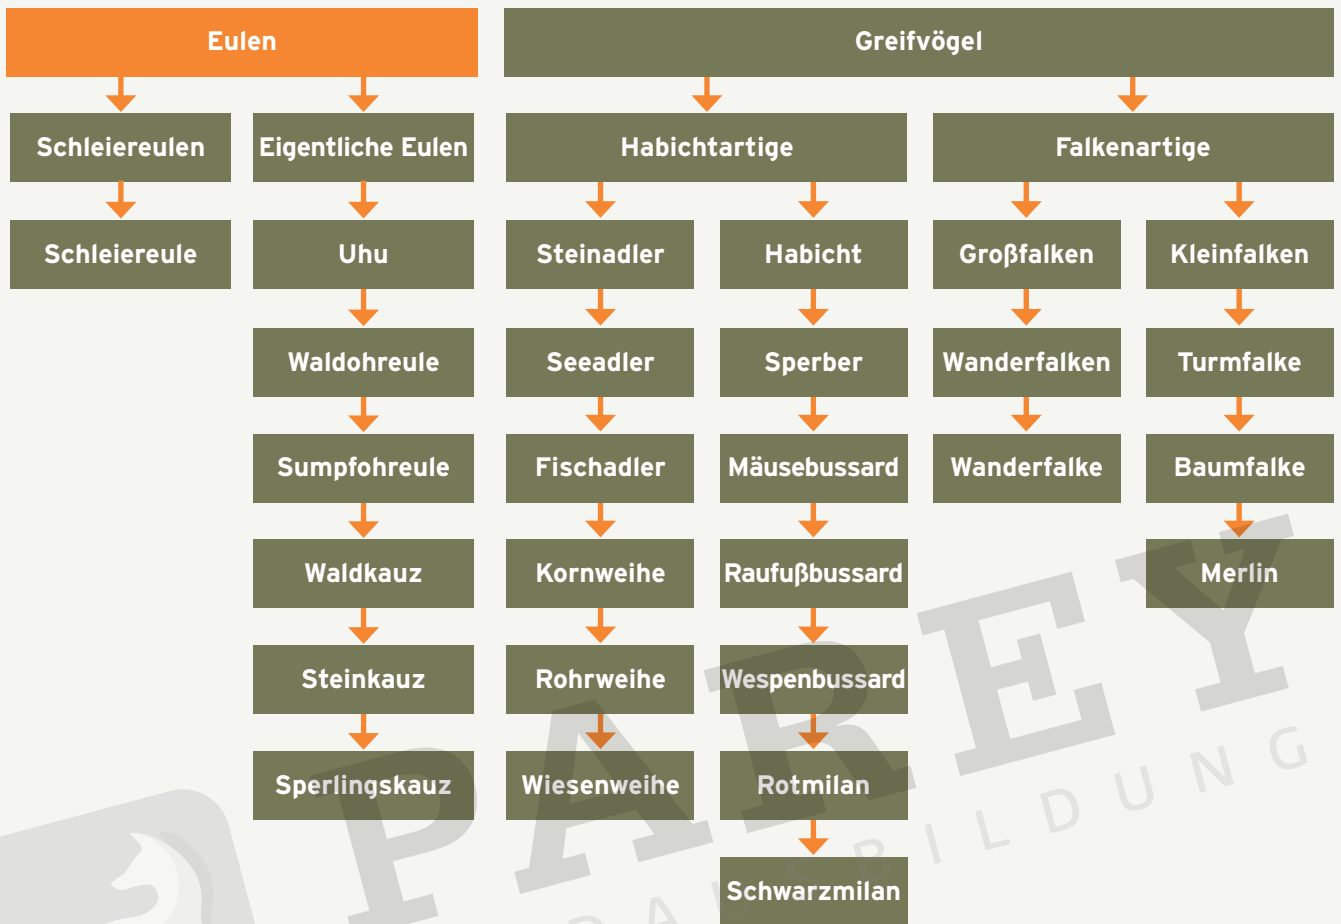 Eulen
Greifvögel
Schleiereulen
Eigentliche Eulen
Habichtartige
Falkenartige
Schleiereule
Uhu
Steinadler
Habicht
Großfalken
Kleinfalken
Waldohreule
Seeadler
Sperber
Wanderfalken
Turmfalke
Sumpfohreule
Fischadler
Mäusebussard
Wanderfalke
Baumfalke
Waldkauz
Kornweihe
Raufußbussard
Merlin
Steinkauz
Rohrweihe
Wespenbussard
Sperlingskauz
Wiesenweihe
Rotmilan
Schwarzmilan
PAREY
AUSBILDUNG